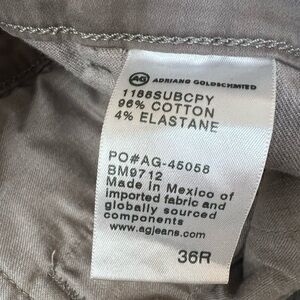 AG ADRIANO GOLDSCHMIED
1188SUBCPY
96% COTTON
4% ELASTANE
PO#AG-45058
BM9712
Made in Mexico of
imported fabric and
globally sourced
components
www.agjeans.com
36R